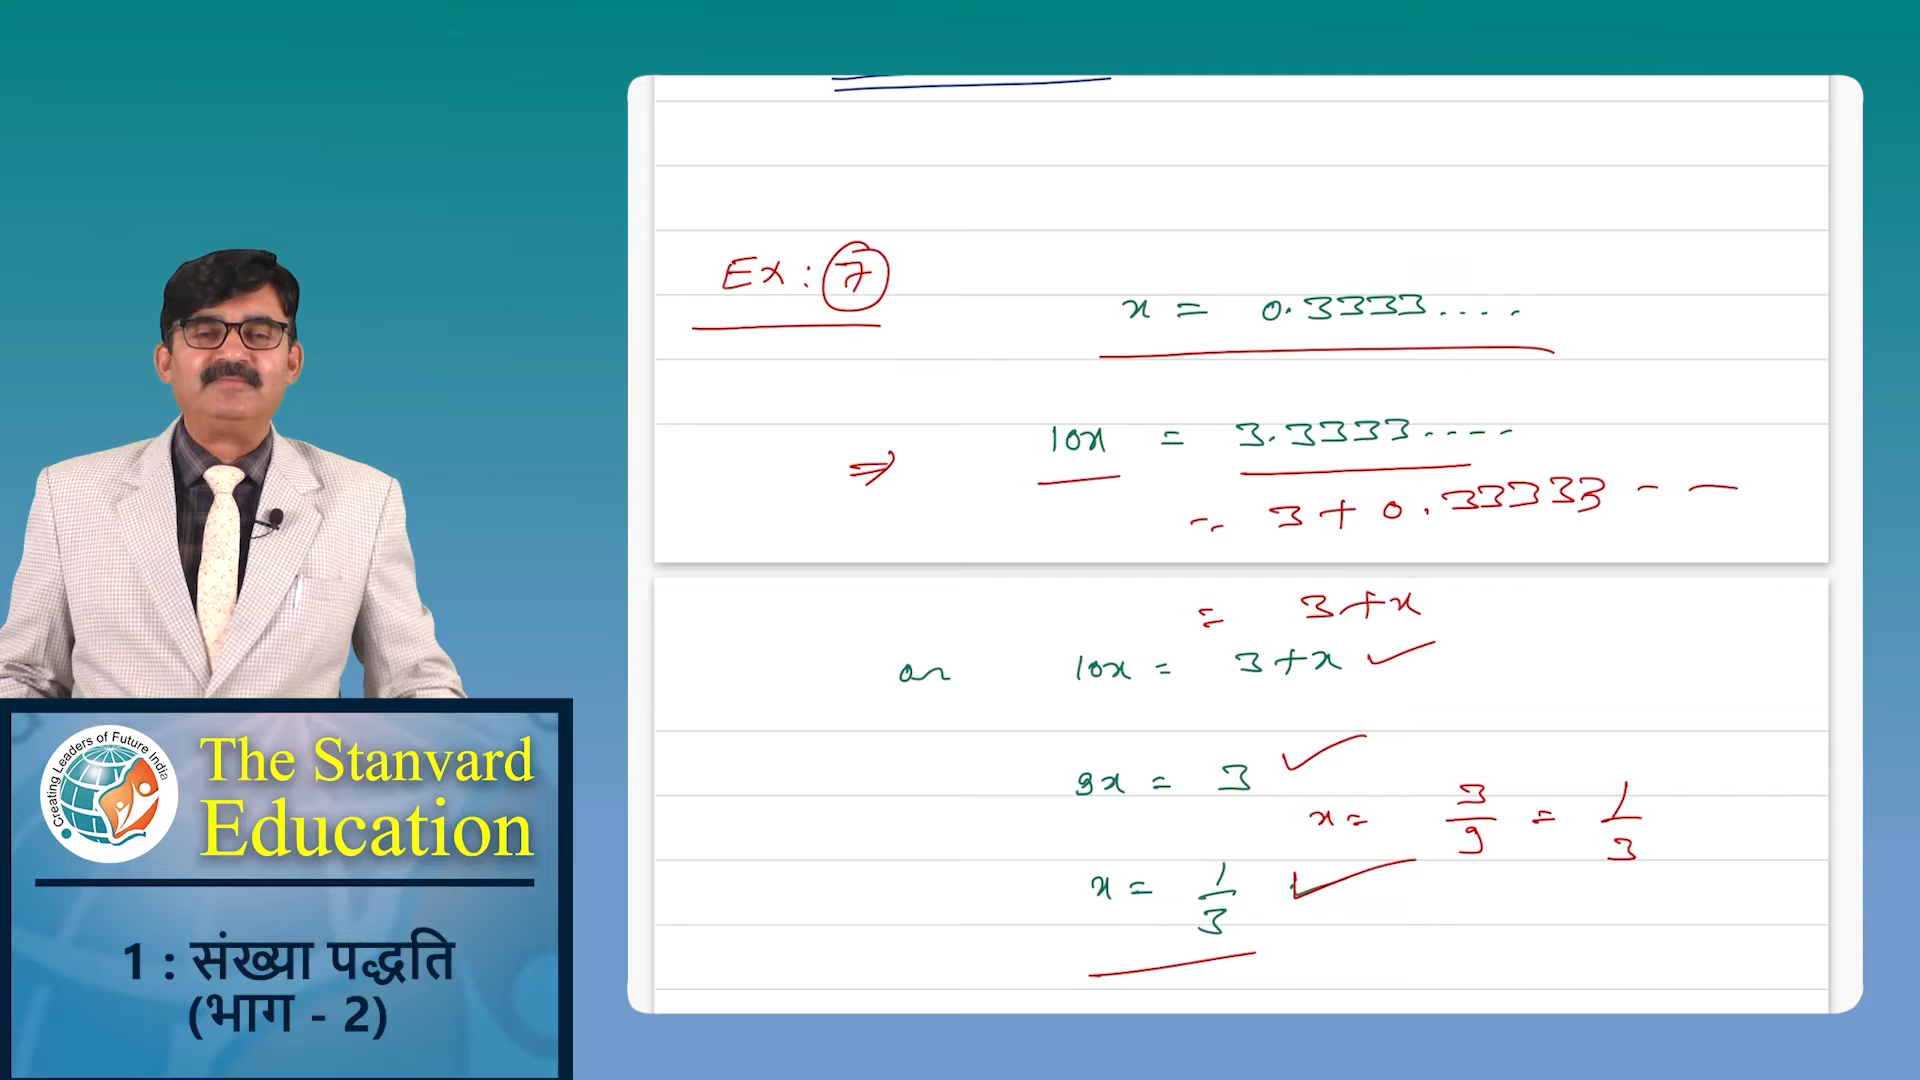 Ex: 7
x = 0.3333....
⇒ 10x = 3.3333....
= 3 + 0.33333 - -
= 3+x
or 10x = 3+x ✓
9x = 3 ✓
x = 3/9 = 1/3
x = 1/3 ✓
Creating Leaders of Future India
The Stanvard
Education
1 : संख्या पद्धति
(भाग - 2)